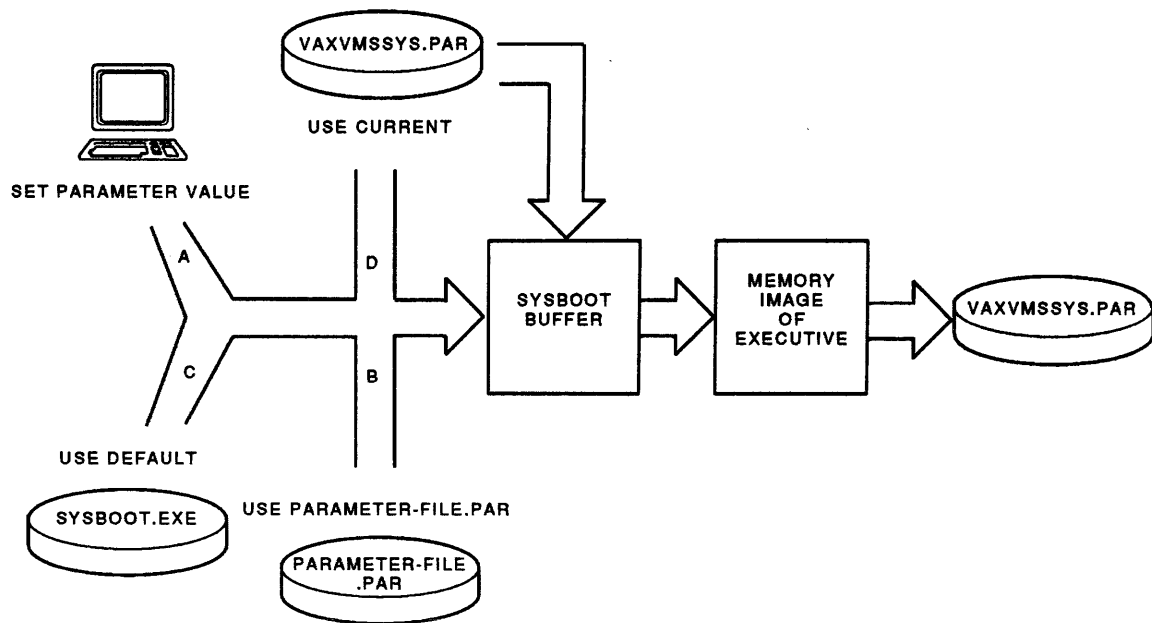 VAXVMSSYS.PAR
USE CURRENT
SET PARAMETER VALUE
A
D
SYSBOOT
BUFFER
MEMORY
IMAGE
OF
EXECUTIVE
VAXVMSSYS.PAR
C
B
USE DEFAULT
SYSBOOT.EXE
USE PARAMETER-FILE.PAR
PARAMETER-FILE
.PAR